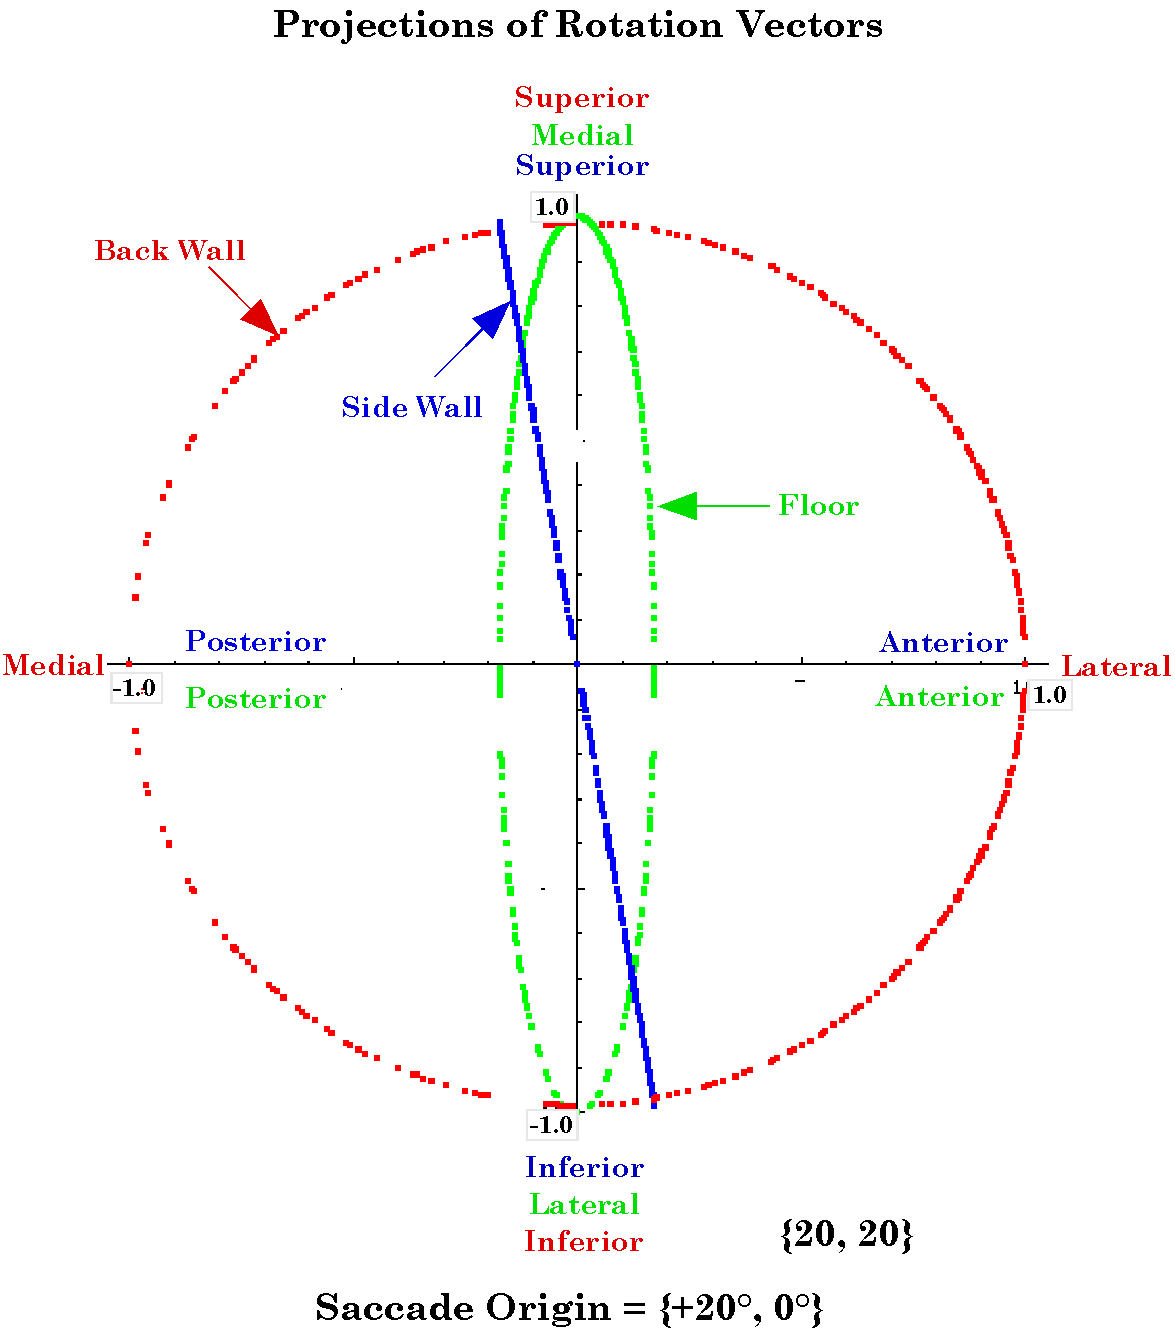 Projections of Rotation Vectors
Superior
Medial
Superior
1.0
Back Wall
Side Wall
Floor
Posterior
Anterior
Medial
Lateral
-1.0
Posterior
Anterior
1.0
-1.0
Inferior
Lateral
Inferior
{20, 20}
Saccade Origin = {+20°, 0°}